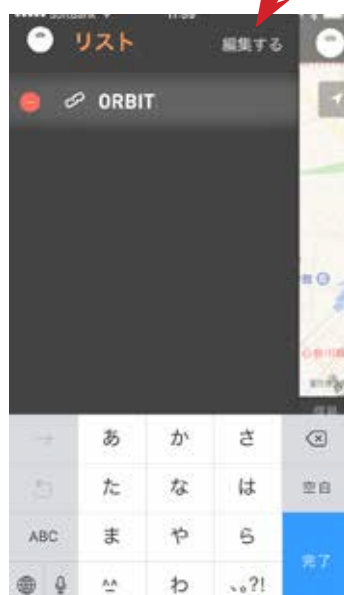 リスト 編集する
ORBIT
→ あ か さ
た な は 空白
ABC ま や ら
^^ わ 、。?! 完了